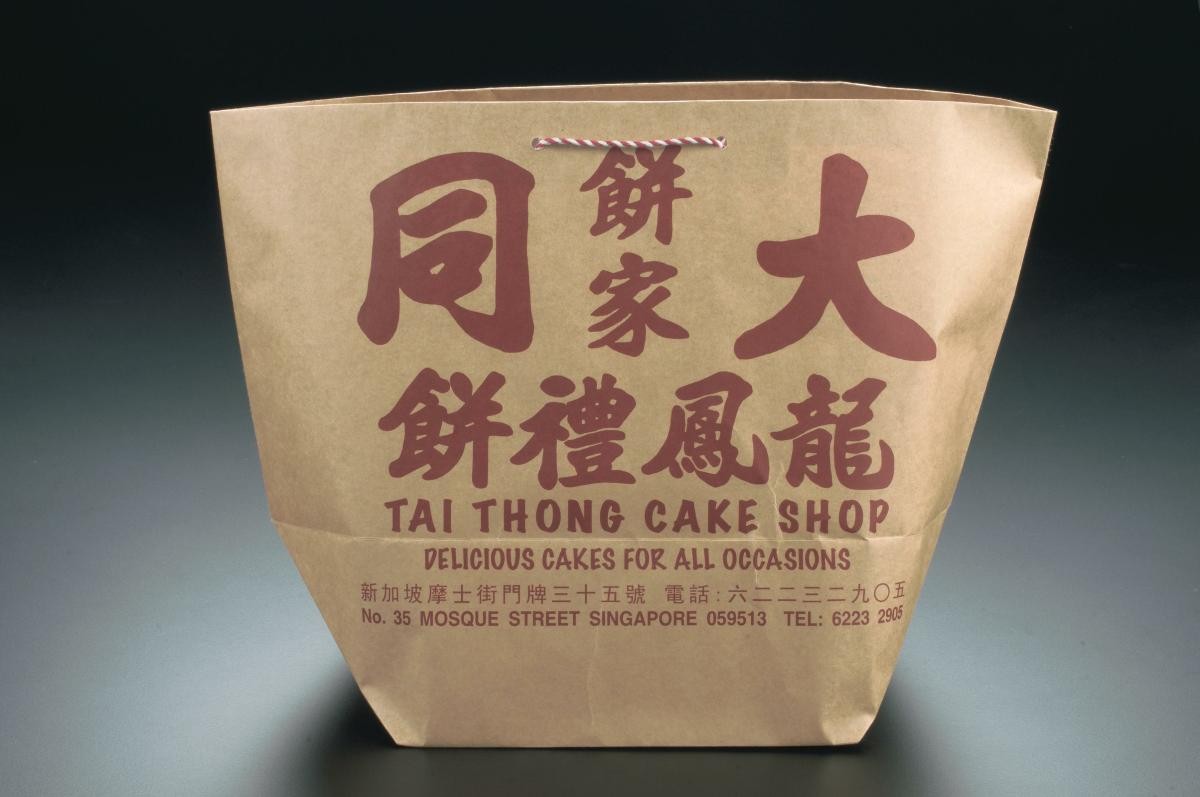 大同
餅家
龍鳳禮餅
TAI THONG CAKE SHOP
DELICIOUS CAKES FOR ALL OCCASIONS
新加坡摩士街門牌三十五號 電話:六二二三二九〇五
No. 35 MOSQUE STREET SINGAPORE 059513 TEL: 6223 2905